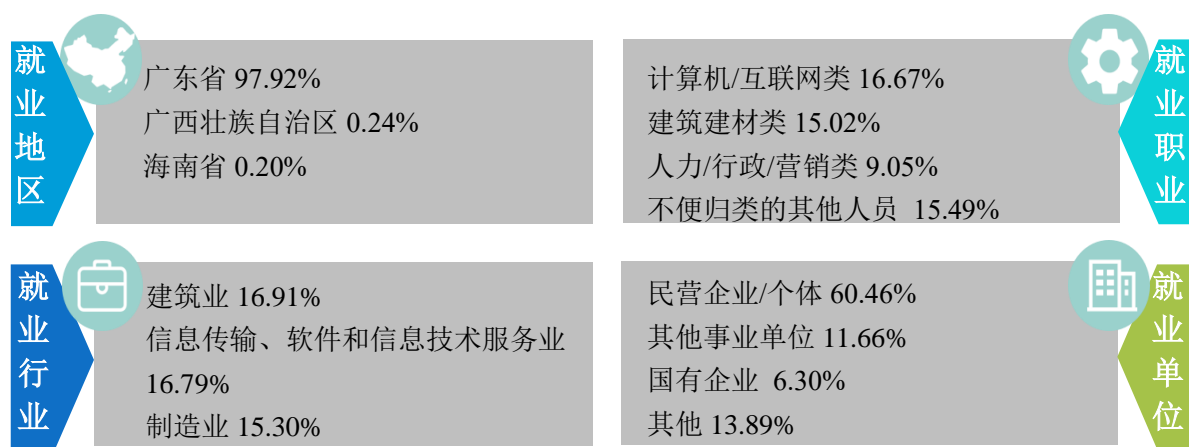 就业地区
广东省 97.92%
广西壮族自治区 0.24%
海南省 0.20%
计算机/互联网类 16.67%
建筑建材类 15.02%
人力/行政/营销类 9.05%
不便归类的其他人员 15.49%
就业职业
就业行业
建筑业 16.91%
信息传输、软件和信息技术服务业
16.79%
制造业 15.30%
民营企业/个体 60.46%
其他事业单位 11.66%
国有企业 6.30%
其他 13.89%
就业单位